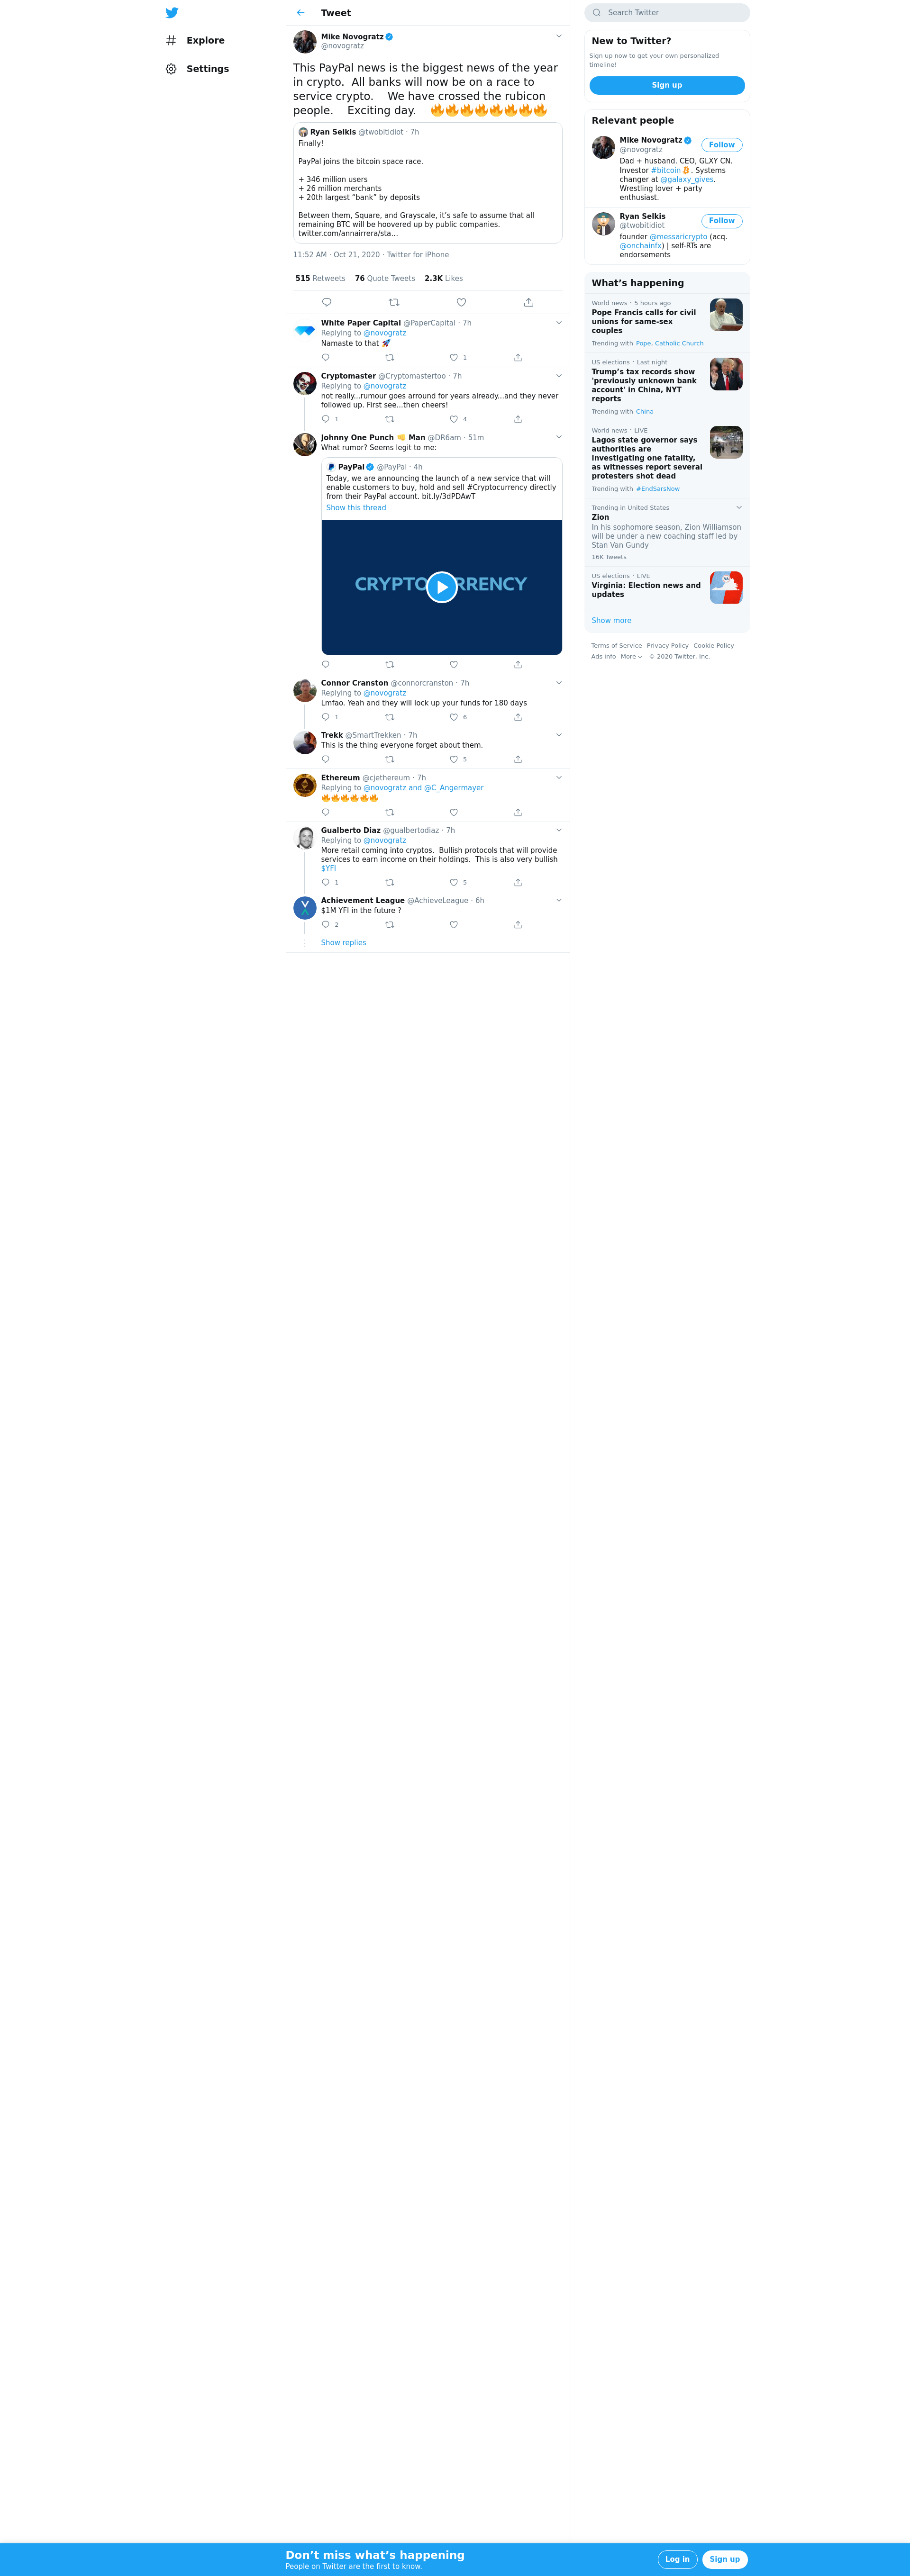 Explore
Settings
Tweet
Mike Novogratz
@novogratz
This PayPal news is the biggest news of the year
in crypto. All banks will now be on a race to
service crypto. We have crossed the rubicon
people. Exciting day. 🔥🔥🔥🔥🔥🔥🔥🔥
Ryan Selkis @twobitidiot · 7h
Finally!
PayPal joins the bitcoin space race.
+ 346 million users
+ 26 million merchants
+ 20th largest “bank” by deposits
Between them, Square, and Grayscale, it’s safe to assume that all
remaining BTC will be hoovered up by public companies.
twitter.com/annairrera/sta…
11:52 AM · Oct 21, 2020 · Twitter for iPhone
515 Retweets 76 Quote Tweets 2.3K Likes
White Paper Capital @PaperCapital · 7h
Replying to @novogratz
Namaste to that 🚀
1
Cryptomaster @Cryptomastertoo · 7h
Replying to @novogratz
not really...rumour goes arround for years already...and they never
followed up. First see...then cheers!
1 4
Johnny One Punch 👊 Man @DR6am · 51m
What rumor? Seems legit to me:
PayPal @PayPal · 4h
Today, we are announcing the launch of a new service that will
enable customers to buy, hold and sell #Cryptocurrency directly
from their PayPal account. bit.ly/3dPDAwT
Show this thread
CRYPTO RRENCY
Connor Cranston @connorcranston · 7h
Replying to @novogratz
Lmfao. Yeah and they will lock up your funds for 180 days
1 6
Trekk @SmartTrekken · 7h
This is the thing everyone forget about them.
5
Ethereum @cjethereum · 7h
Replying to @novogratz and @C_Angermayer
🔥🔥🔥🔥🔥🔥
Gualberto Diaz @gualbertodiaz · 7h
Replying to @novogratz
More retail coming into cryptos. Bullish protocols that will provide
services to earn income on their holdings. This is also very bullish
$YFI
1 5
Achievement League @AchieveLeague · 6h
$1M YFI in the future ?
2
Show replies
Search Twitter
New to Twitter?
Sign up now to get your own personalized
timeline!
Sign up
Relevant people
Mike Novogratz
@novogratz
Follow
Dad + husband. CEO, GLXY CN.
Investor #bitcoin. Systems
changer at @galaxy_gives.
Wrestling lover + party
enthusiast.
Ryan Selkis
@twobitidiot
Follow
founder @messaricrypto (acq.
@onchainfx) | self-RTs are
endorsements
What’s happening
World news · 5 hours ago
Pope Francis calls for civil
unions for same-sex
couples
Trending with Pope, Catholic Church
US elections · Last night
Trump’s tax records show
'previously unknown bank
account' in China, NYT
reports
Trending with China
World news · LIVE
Lagos state governor says
authorities are
investigating one fatality,
as witnesses report several
protesters shot dead
Trending with #EndSarsNow
Trending in United States
Zion
In his sophomore season, Zion Williamson
will be under a new coaching staff led by
Stan Van Gundy
16K Tweets
US elections · LIVE
Virginia: Election news and
updates
Show more
Terms of Service Privacy Policy Cookie Policy
Ads info More © 2020 Twitter, Inc.
Don’t miss what’s happening
People on Twitter are the first to know.
Log in
Sign up